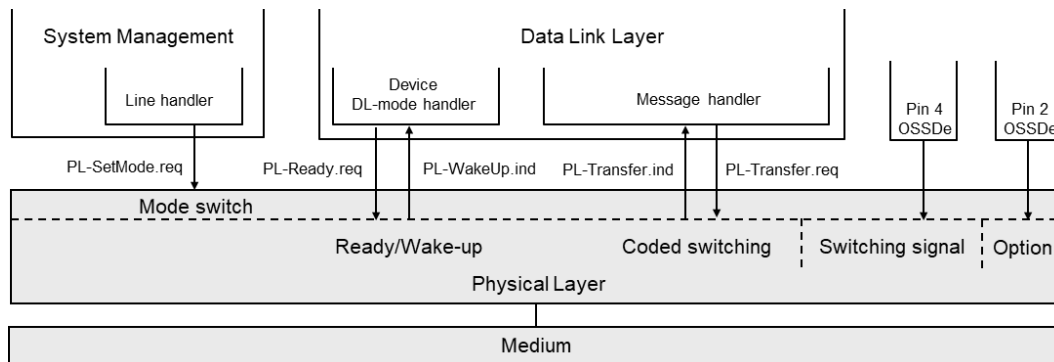 System Management
Data Link Layer
Line handler
Device
DL-mode handler
Message handler
Pin 4
OSSDe
Pin 2
OSSDe
PL-SetMode.req
PL-Ready.req
PL-WakeUp.ind
PL-Transfer.ind
PL-Transfer.req
Mode switch
Ready/Wake-up
Coded switching
Switching signal
Option
Physical Layer
Medium